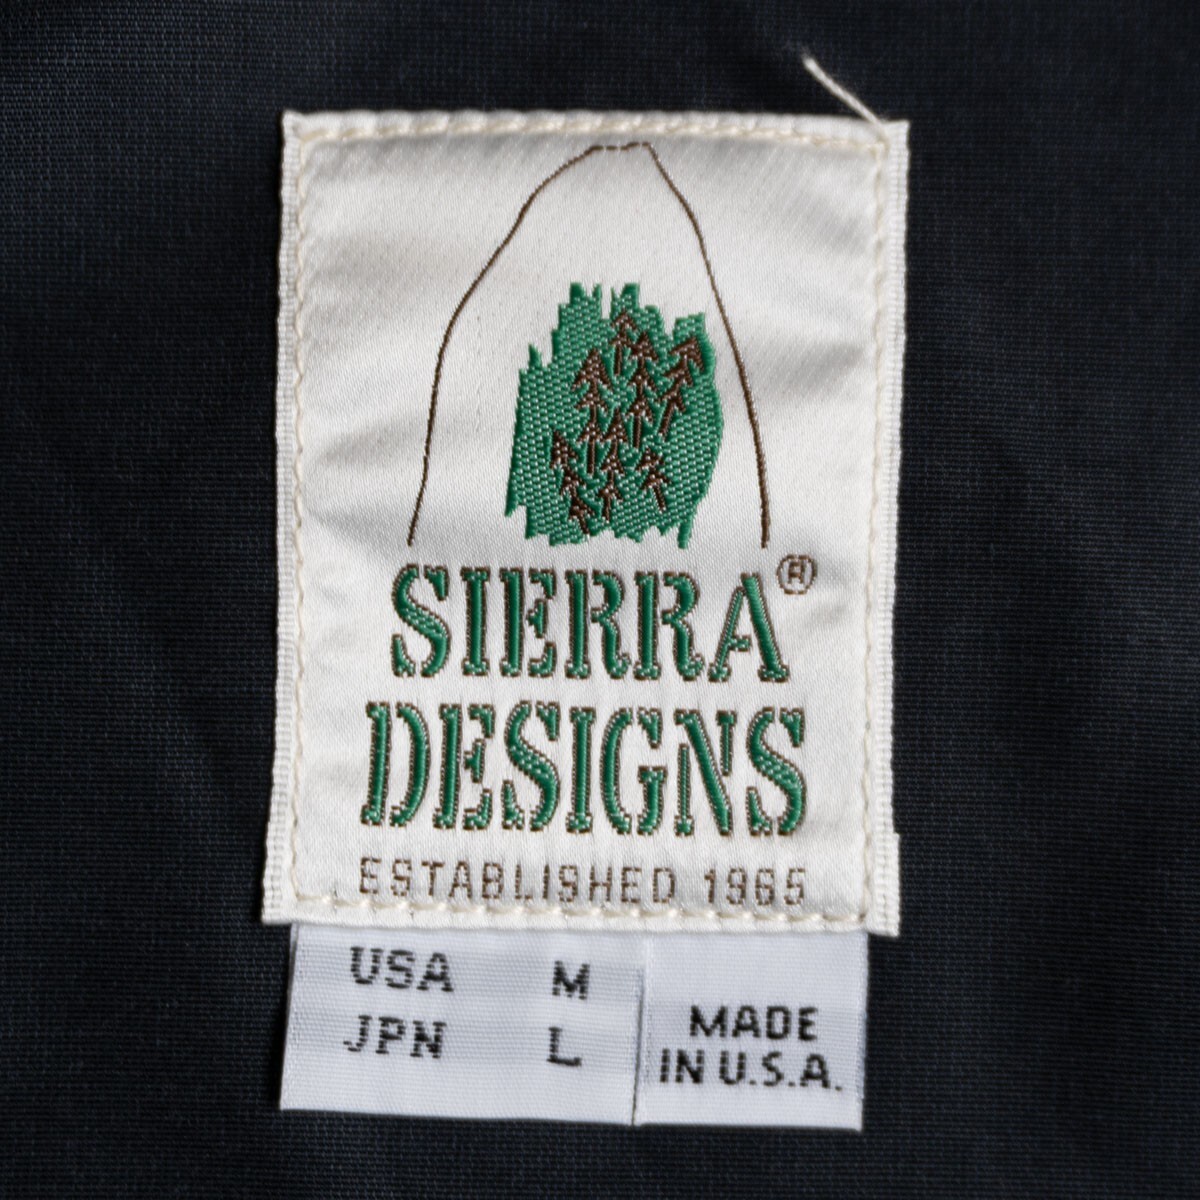 SIERRA®
DESIGNS
ESTABLISHED 1965
USA M
JPN L
MADE
IN U.S.A.